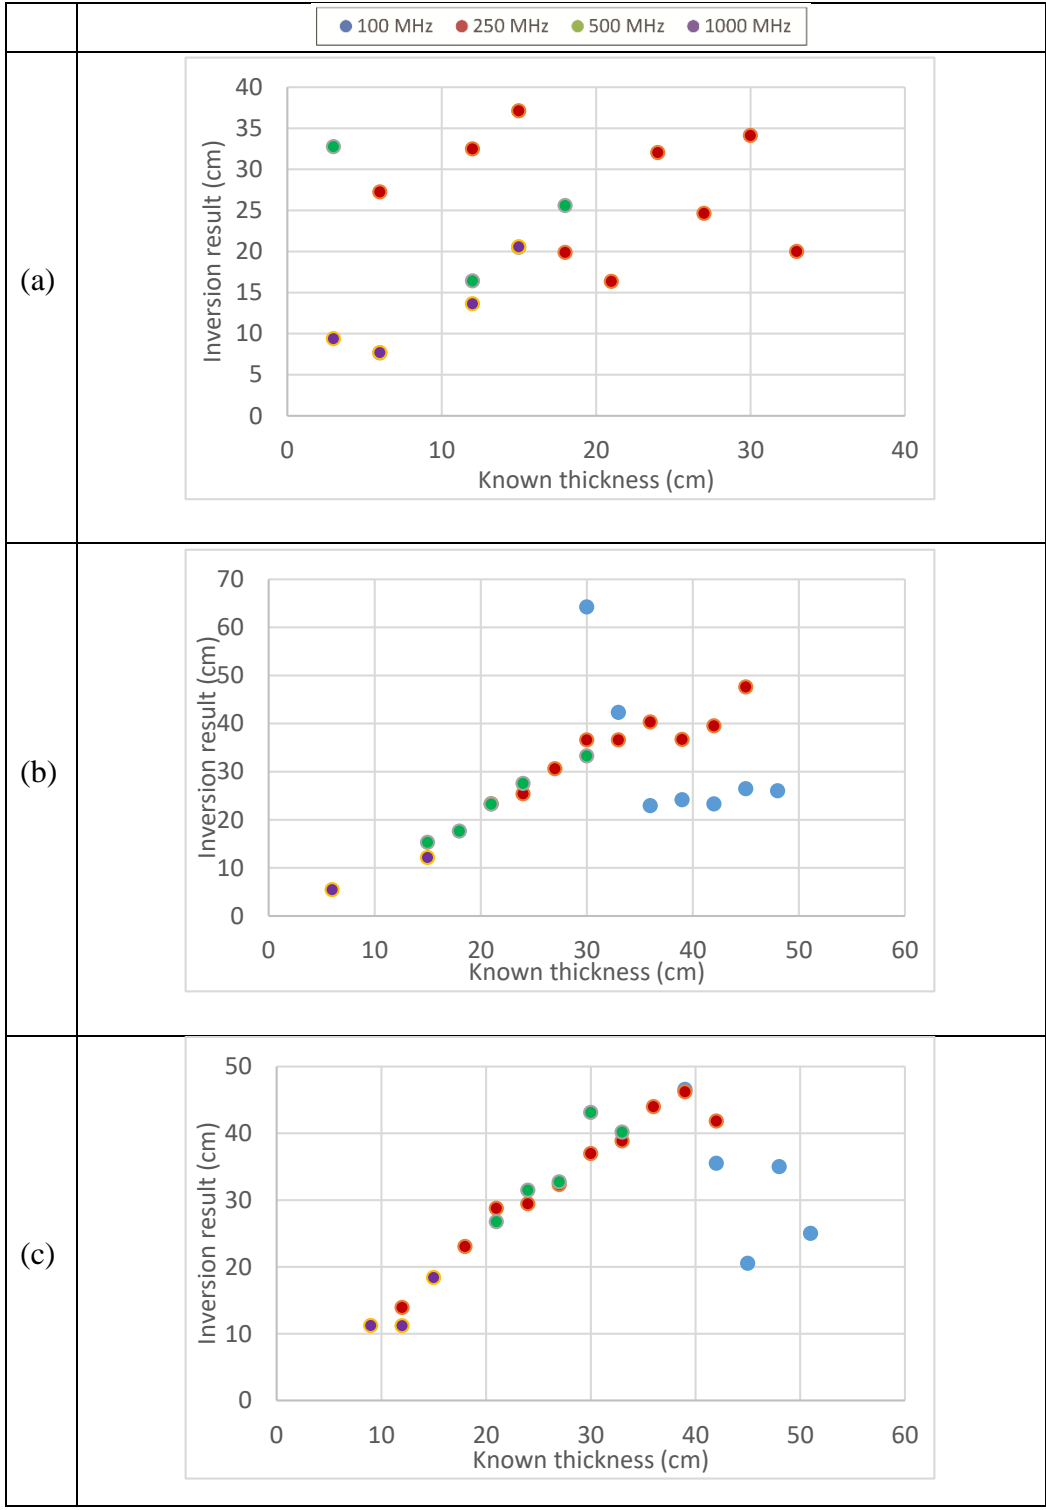 100 MHz 250 MHz 500 MHz 1000 MHz
(a)
Inversion result (cm)
40
35
30
25
20
15
10
5
0
0 10 20 30 40
Known thickness (cm)
(b)
Inversion result (cm)
70
60
50
40
30
20
10
0
0 10 20 30 40 50 60
Known thickness (cm)
(c)
Inversion result (cm)
50
40
30
20
10
0
0 10 20 30 40 50 60
Known thickness (cm)